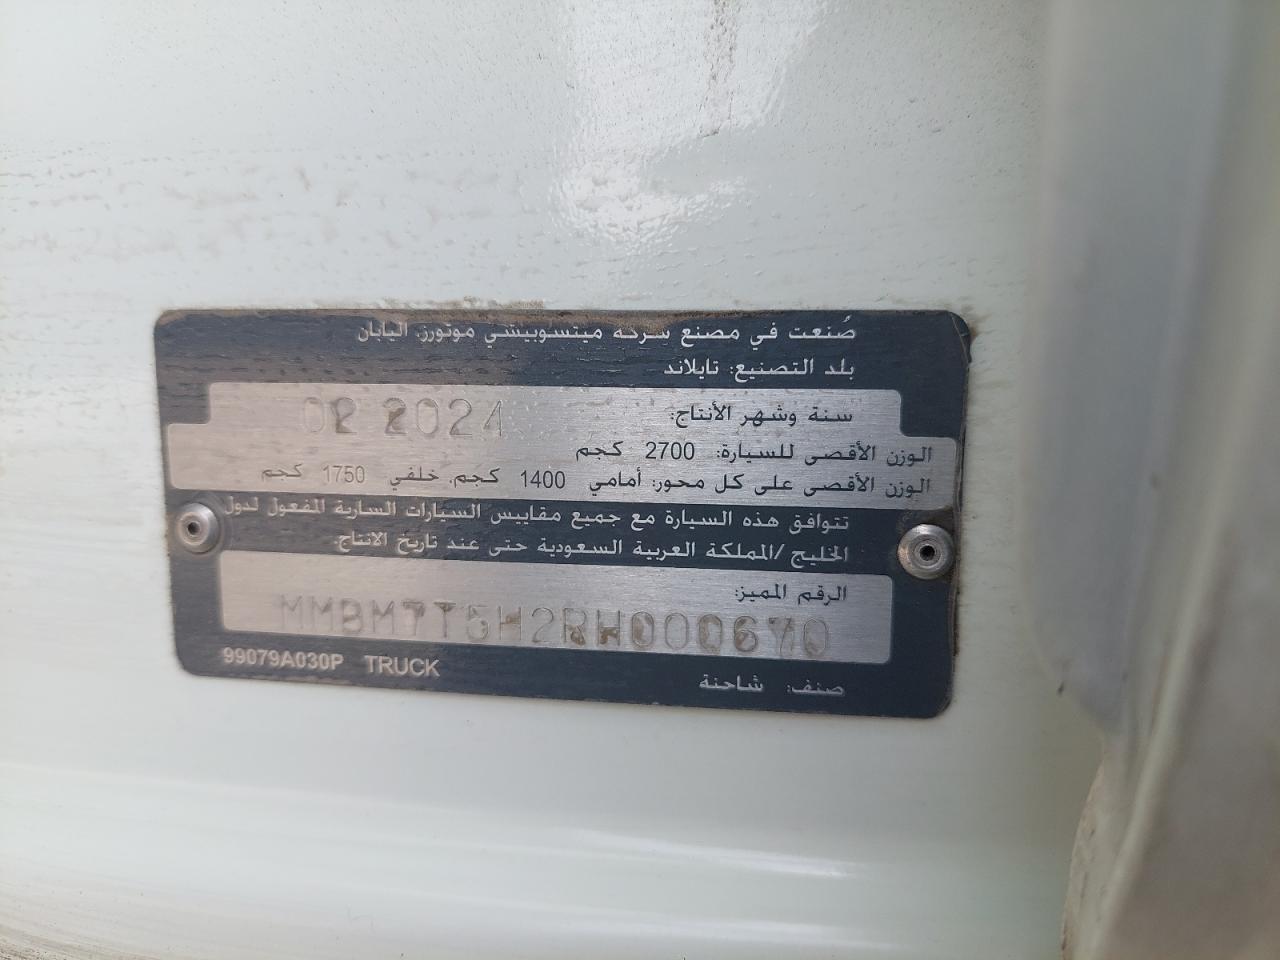 صُنعت في مصنع شركة ميتسوبيشي موتورز، اليابان
بلد التصنيع: تايلاند
سنة وشهر الأنتاج: 02 2024
الوزن الأقصى للسيارة: 2700 كجم
الوزن الأقصى على كل محور: أمامي 1400 كجم، خلفي 1750 كجم
تتوافق هذه السيارة مع جميع مقاييس السيارات السارية المفعول لدول
الخليج /المملكة العربية السعودية حتى عند تاريخ الانتاج.
الرقم المميز:
صنف: شاحنة
99079A030P TRUCK